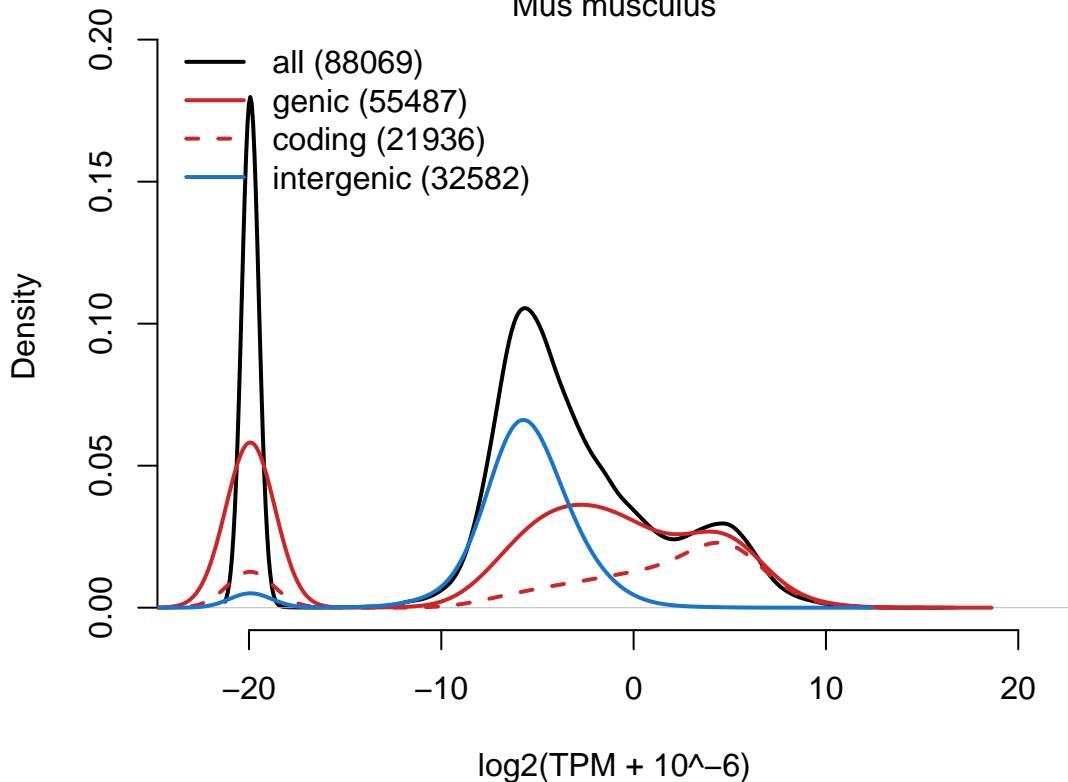 Mus musculus
all (88069)
genic (55487)
coding (21936)
intergenic (32582)
Density
0.20
0.15
0.10
0.05
0.00
−20
−10
0
10
20
log2(TPM + 10^−6)